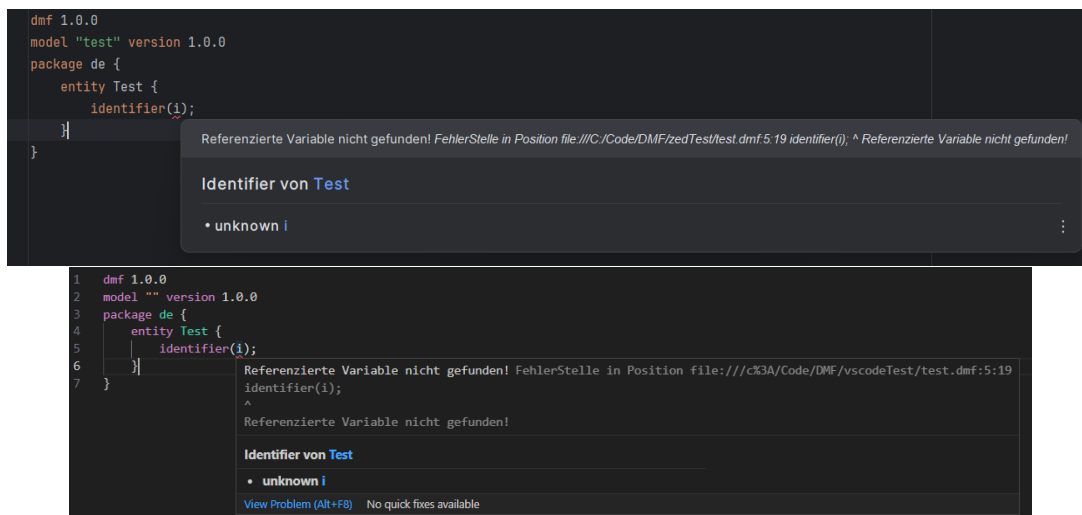 dmf 1.0.0
model "test" version 1.0.0
package de {
entity Test {
identifier(i);
}
}
Referenzierte Variable nicht gefunden! FehlerStelle in Position file:///C:/Code/DMF/zedTest/test.dmf:5:19 identifier(i); ^ Referenzierte Variable nicht gefunden!
Identifier von Test
• unknown i
1 dmf 1.0.0
2 model "" version 1.0.0
3 package de {
4 entity Test {
5 identifier(i);
6 }
7 }
Referenzierte Variable nicht gefunden! FehlerStelle in Position file:///c%3A/Code/DMF/vscodeTest/test.dmf:5:19
identifier(i);
^
Referenzierte Variable nicht gefunden!
Identifier von Test
• unknown i
View Problem (Alt+F8) No quick fixes available